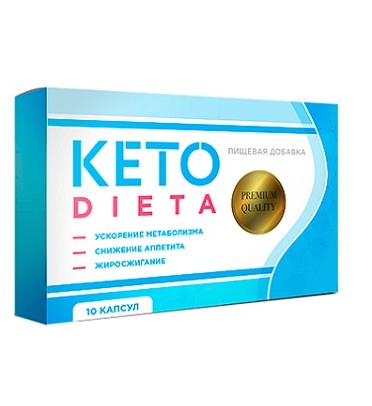 KETO
DIETA
ПИЩЕВАЯ ДОБАВКА
PREMIUM
QUALITY
УСКОРЕНИЕ МЕТАБОЛИЗМА
СНИЖЕНИЕ АППЕТИТА
ЖИРОСЖИГАНИЕ
10 КАПСУЛ